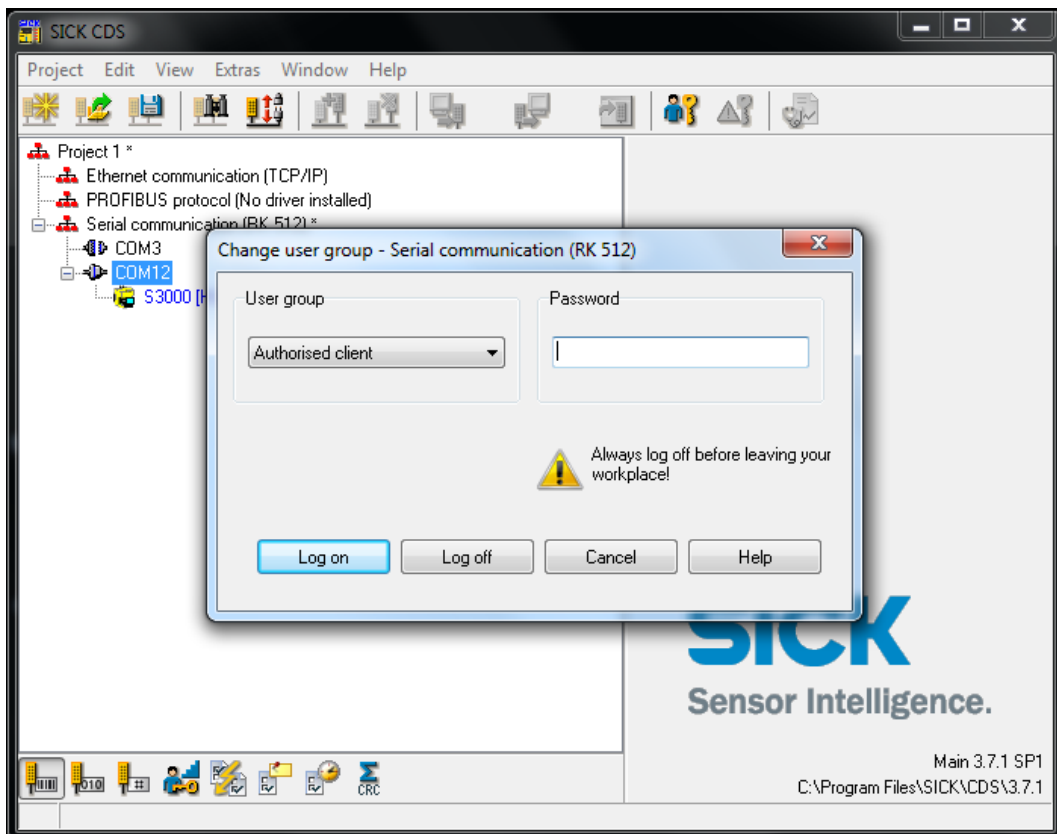 SICK CDS
Project Edit View Extras Window Help
Project 1 *
Ethernet communication (TCP/IP)
PROFIBUS protocol (No driver installed)
Serial communication (RK 512) *
COM3
COM12
S3000 [H
Change user group - Serial communication (RK 512)
User group
Password
Authorised client
Always log off before leaving your
workplace!
Log on Log off Cancel Help
SICK
Sensor Intelligence.
CRC
Main 3.7.1 SP1
C:\Program Files\SICK\CDS\3.7.1